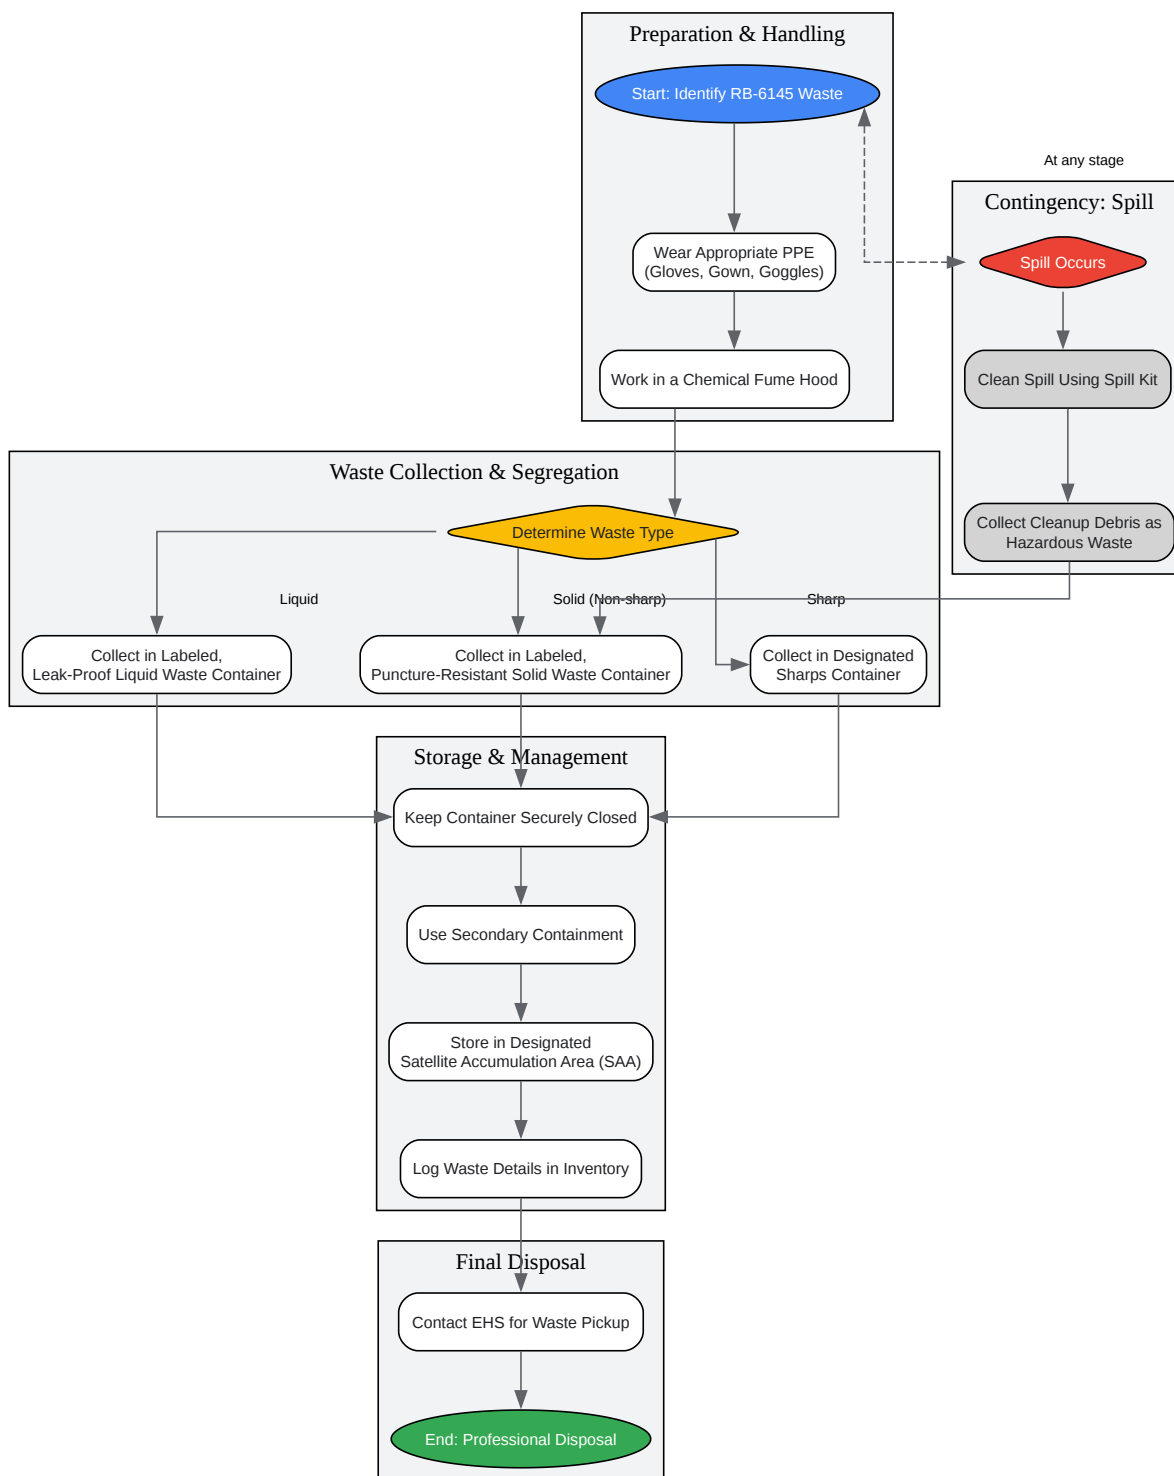 Preparation & Handling
Start: Identify RB-6145 Waste
Wear Appropriate PPE
(Gloves, Gown, Goggles)
Work in a Chemical Fume Hood
At any stage
Contingency: Spill
Spill Occurs
Clean Spill Using Spill Kit
Collect Cleanup Debris as
Hazardous Waste
Waste Collection & Segregation
Determine Waste Type
Liquid
Solid (Non-sharp)
Sharp
Collect in Labeled,
Leak-Proof Liquid Waste Container
Collect in Labeled,
Puncture-Resistant Solid Waste Container
Collect in Designated
Sharps Container
Storage & Management
Keep Container Securely Closed
Use Secondary Containment
Store in Designated
Satellite Accumulation Area (SAA)
Log Waste Details in Inventory
Final Disposal
Contact EHS for Waste Pickup
End: Professional Disposal